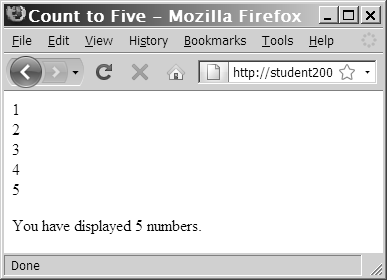 Count to Five - Mozilla Firefox
File Edit View History Bookmarks Tools Help
http://student200
1
2
3
4
5
You have displayed 5 numbers.
Done